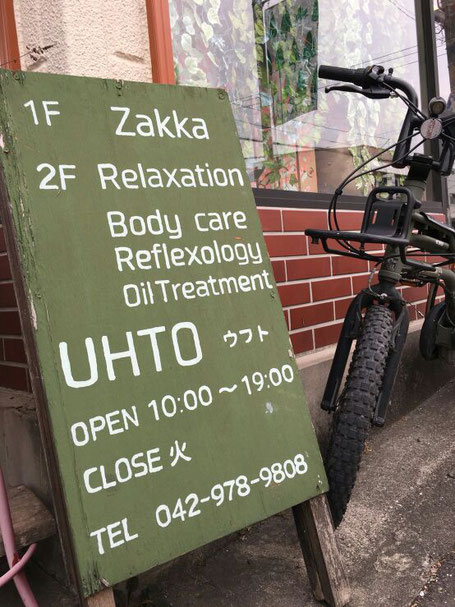 1F Zakka
2F Relaxation
Body care
Reflexology
Oil Treatment
UHTO ウフト
OPEN 10:00～19:00
CLOSE 火
TEL 042-978-9808